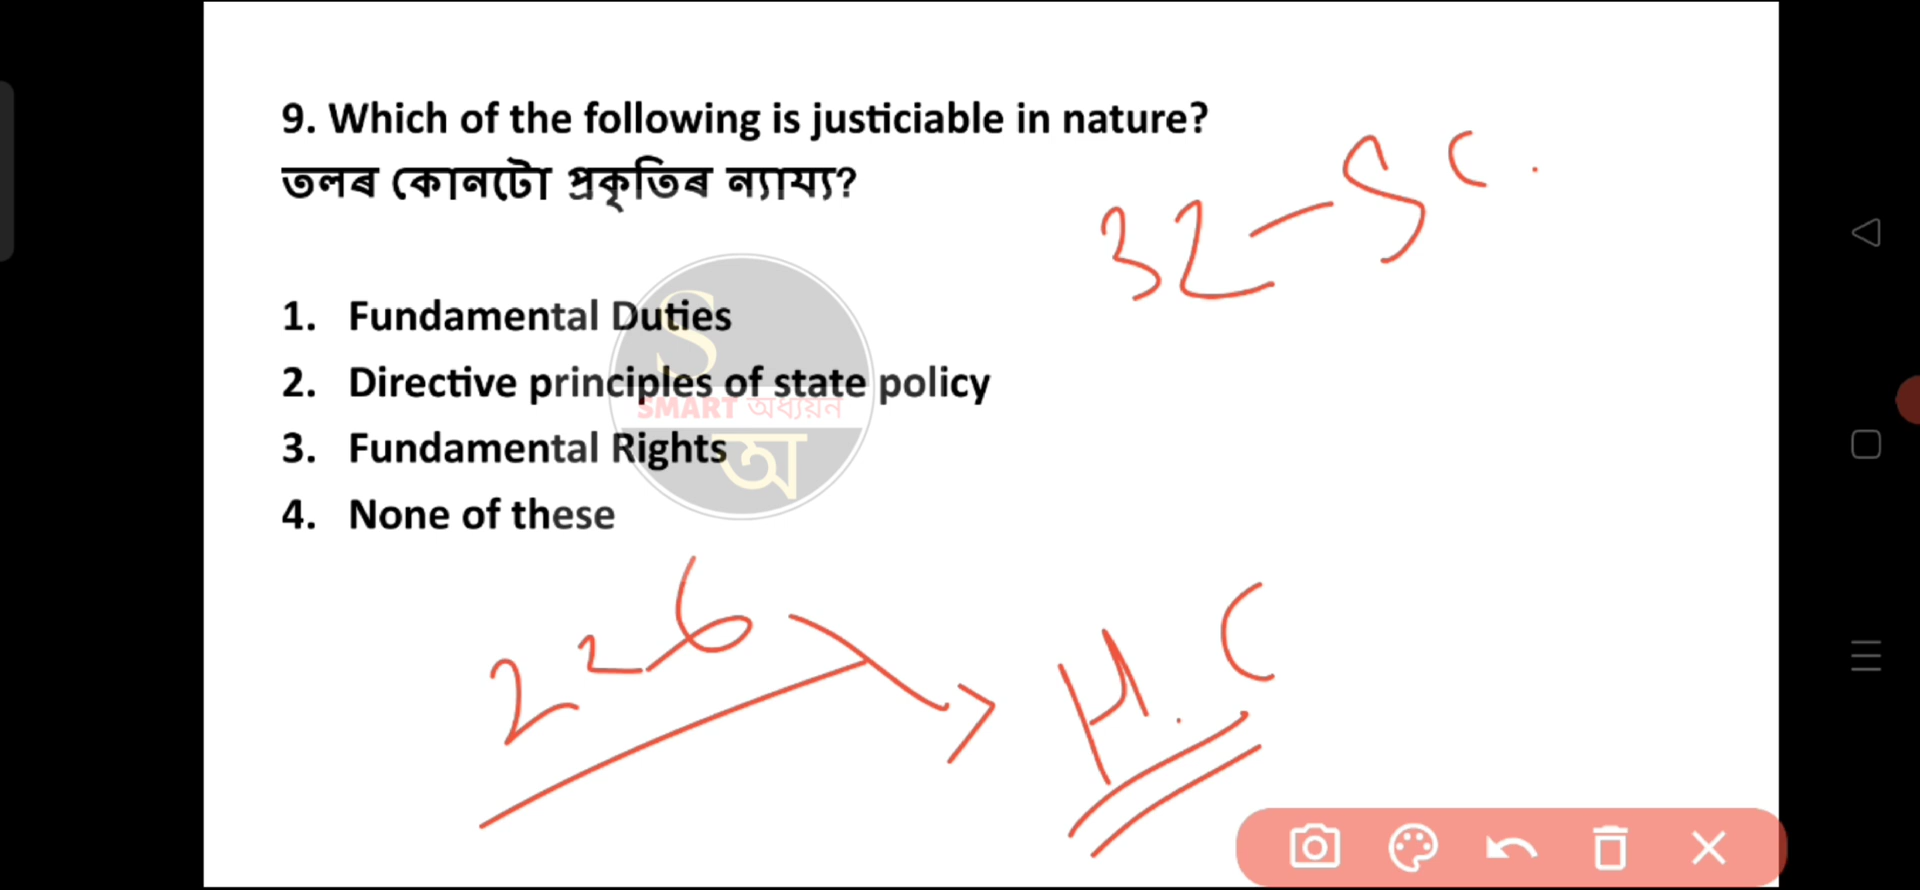 9. Which of the following is justiciable in nature?
তলৰ কোনটো প্ৰকৃতিৰ ন্যায্য?
32 - SC.
1. Fundamental Duties
2. Directive principles of state policy
SMART অধ্যয়ন
3. Fundamental Rights
4. None of these
226 → H.C